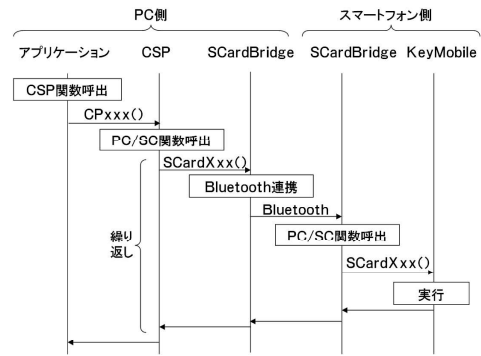 PC側 スマートフォン側
アプリケーション CSP SCardBridge SCardBridge KeyMobile
CSP関数呼出
CPxxx()
PC/SC関数呼出
SCardXxx()
Bluetooth連携
Bluetooth
PC/SC関数呼出
繰り
返し
SCardXxx()
実行